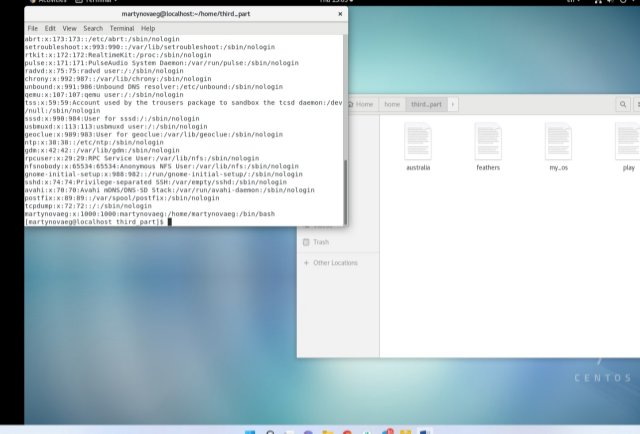 martynovaeg@localhost:~/home/third_part
File Edit View Search Terminal Help
abrt:x:173:173::/etc/abrt:/sbin/nologin
setroubleshoot:x:993:990::/var/lib/setroubleshoot:/sbin/nologin
rtkit:x:172:172:RealtimeKit:/proc:/sbin/nologin
pulse:x:171:171:PulseAudio System Daemon:/var/run/pulse:/sbin/nologin
radvd:x:75:75:radvd user:/:/sbin/nologin
chrony:x:992:987::/var/lib/chrony:/sbin/nologin
unbound:x:991:986:Unbound DNS resolver:/etc/unbound:/sbin/nologin
qemu:x:107:107:qemu user:/:/sbin/nologin
tss:x:59:59:Account used by the trousers package to sandbox the tcsd daemon:/dev
/null:/sbin/nologin
sssd:x:990:984:User for sssd:/:/sbin/nologin
usbmuxd:x:113:113:usbmuxd user:/:/sbin/nologin
geoclue:x:989:983:User for geoclue:/var/lib/geoclue:/sbin/nologin
ntp:x:38:38::/etc/ntp:/sbin/nologin
gdm:x:42:42::/var/lib/gdm:/sbin/nologin
rpcuser:x:29:29:RPC Service User:/var/lib/nfs:/sbin/nologin
nfsnobody:x:65534:65534:Anonymous NFS User:/var/lib/nfs:/sbin/nologin
gnome-initial-setup:x:988:982::/run/gnome-initial-setup/:/sbin/nologin
sshd:x:74:74:Privilege-separated SSH:/var/empty/sshd:/sbin/nologin
avahi:x:70:70:Avahi mDNS/DNS-SD Stack:/var/run/avahi-daemon:/sbin/nologin
postfix:x:89:89::/var/spool/postfix:/sbin/nologin
tcpdump:x:72:72::/:/sbin/nologin
martynovaeg:x:1000:1000:martynovaeg:/home/martynovaeg:/bin/bash
[martynovaeg@localhost third_part]$
Home home third_part
australia feathers my_os play
Trash
+ Other Locations
CENTOS